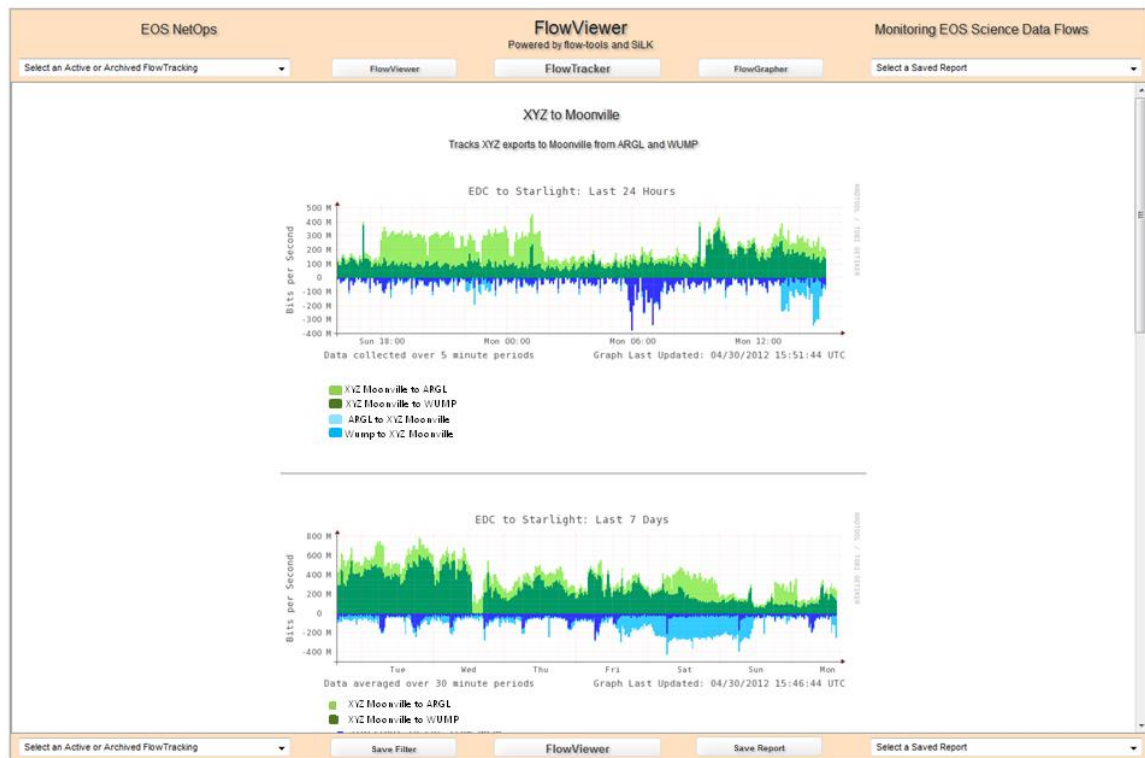 EOS NetOps
FlowViewer
Powered by flow-tools and SiLK
Monitoring EOS Science Data Flows
Select an Active or Archived FlowTracking
FlowViewer
FlowTracker
FlowGrapher
Select a Saved Report
XYZ to Moonville
Tracks XYZ exports to Moonville from ARGL and WUMP
EDC to Starlight: Last 24 Hours
RRDTOOL / TOBI OETIKER
Bits per Second
500 M
400 M
300 M
200 M
100 M
0
-100 M
-200 M
-300 M
-400 M
Sun 18:00 Mon 00:00 Mon 06:00 Mon 12:00
Data collected over 5 minute periods Graph Last Updated: 04/30/2012 15:51:44 UTC
XYZ Moonville to ARGL
XYZ Moonville to WUMP
ARGL to XYZ Moonville
Wump to XYZ Moonville
EDC to Starlight: Last 7 Days
RRDTOOL / TOBI OETIKER
Bits per Second
800 M
600 M
400 M
200 M
0
-200 M
-400 M
Tue Wed Thu Fri Sat Sun Mon
Data averaged over 30 minute periods Graph Last Updated: 04/30/2012 15:46:44 UTC
XYZ Moonville to ARGL
XYZ Moonville to WUMP
Select an Active or Archived FlowTracking
Save Filter
FlowViewer
Save Report
Select a Saved Report